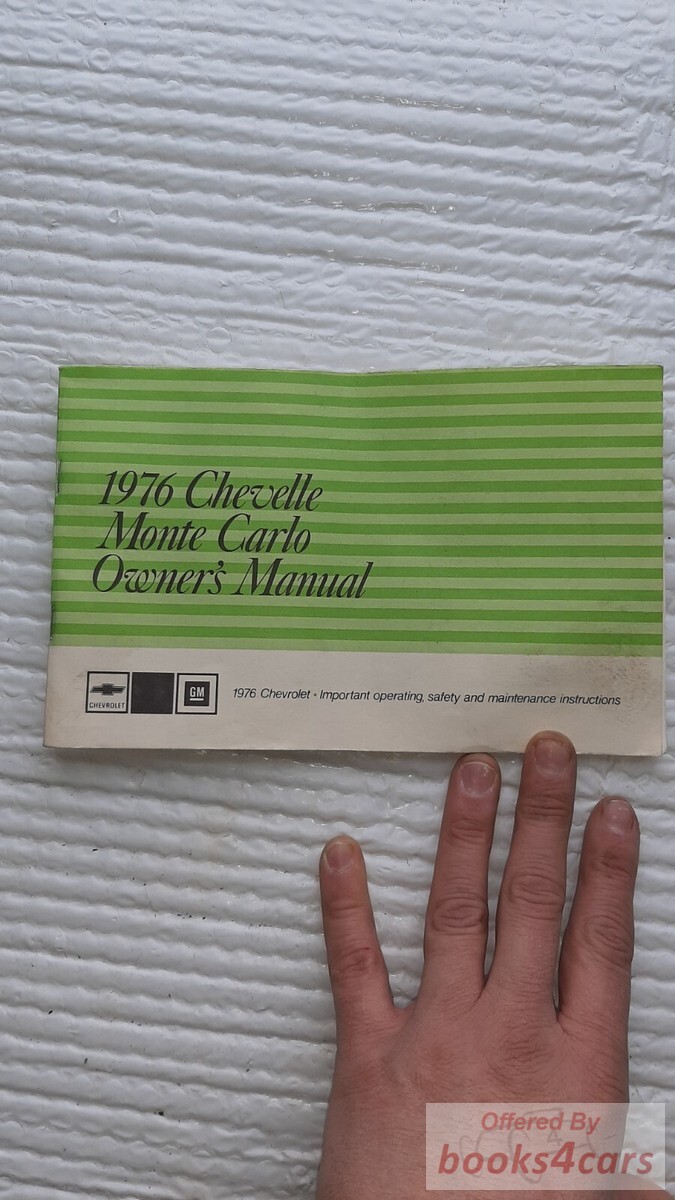 1976 Chevelle
Monte Carlo
Owner's Manual
CHEVROLET
GM
1976 Chevrolet • Important operating, safety and maintenance instructions
Offered By
books4cars